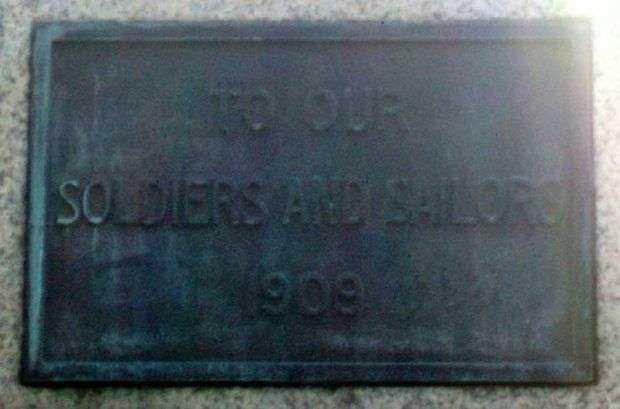 TO OUR
SOLDIERS AND SAILORS
1909